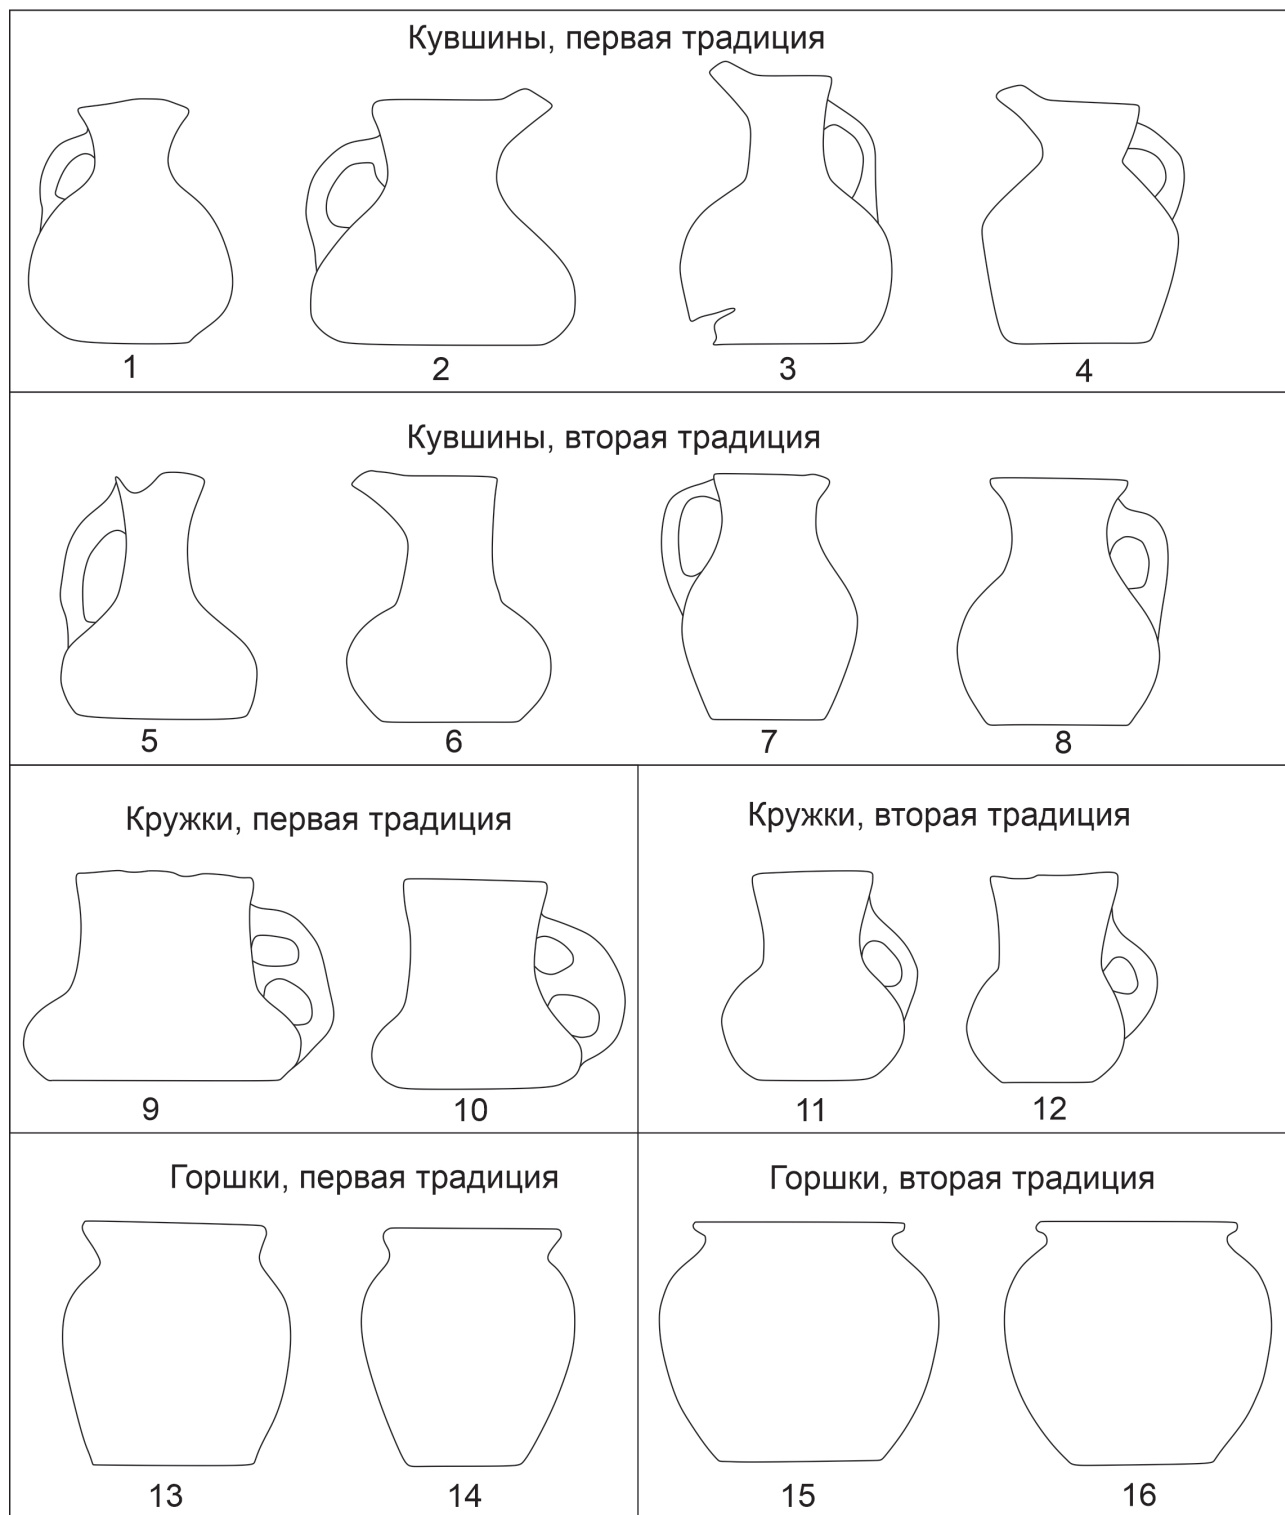 Кувшины, первая традиция
1 2 3 4
Кувшины, вторая традиция
5 6 7 8
Кружки, первая традиция
9 10
Кружки, вторая традиция
11 12
Горшки, первая традиция
13 14
Горшки, вторая традиция
15 16